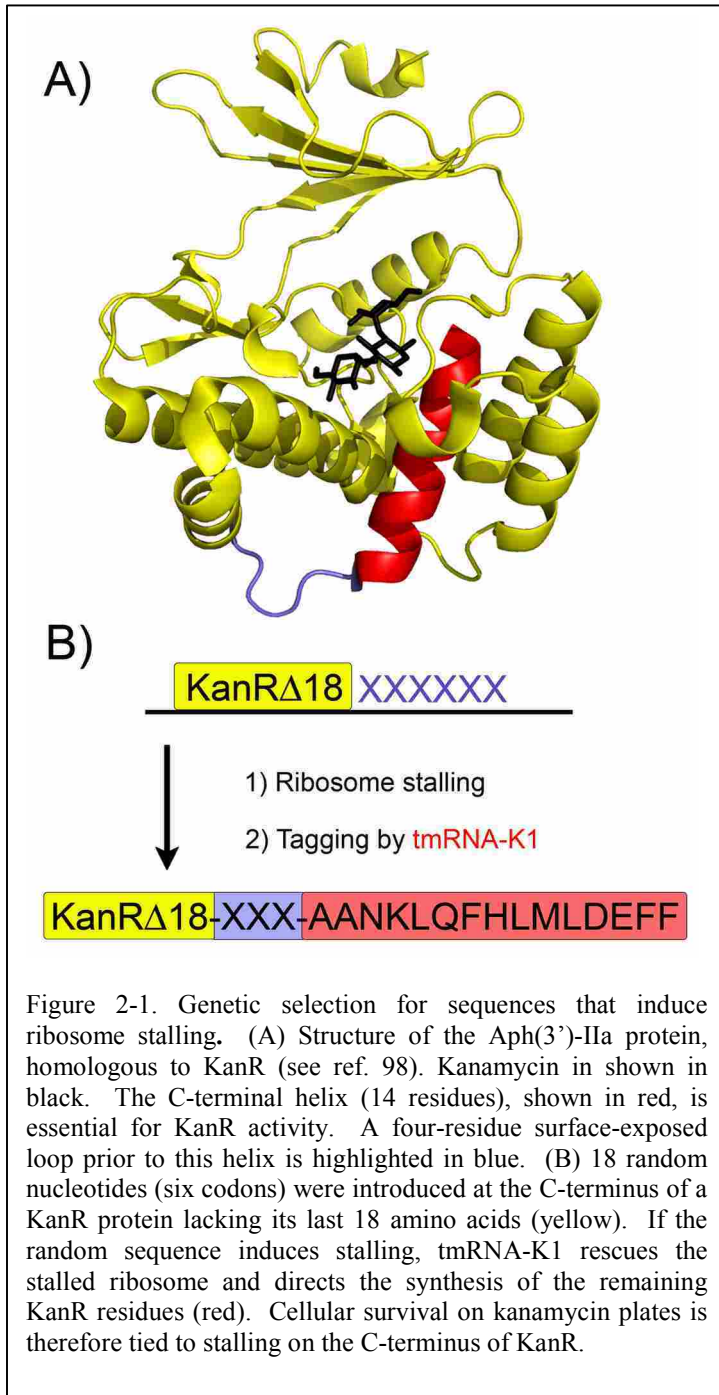 A)
B)
KanRΔ18 XXXXXX
1) Ribosome stalling
2) Tagging by tmRNA-K1
KanRΔ18-XXX-AANKLQFHLMLDEFF
Figure 2-1. Genetic selection for sequences that induce
ribosome stalling. (A) Structure of the Aph(3’)-IIa protein,
homologous to KanR (see ref. 98). Kanamycin in shown in
black. The C-terminal helix (14 residues), shown in red, is
essential for KanR activity. A four-residue surface-exposed
loop prior to this helix is highlighted in blue. (B) 18 random
nucleotides (six codons) were introduced at the C-terminus of a
KanR protein lacking its last 18 amino acids (yellow). If the
random sequence induces stalling, tmRNA-K1 rescues the
stalled ribosome and directs the synthesis of the remaining
KanR residues (red). Cellular survival on kanamycin plates is
therefore tied to stalling on the C-terminus of KanR.